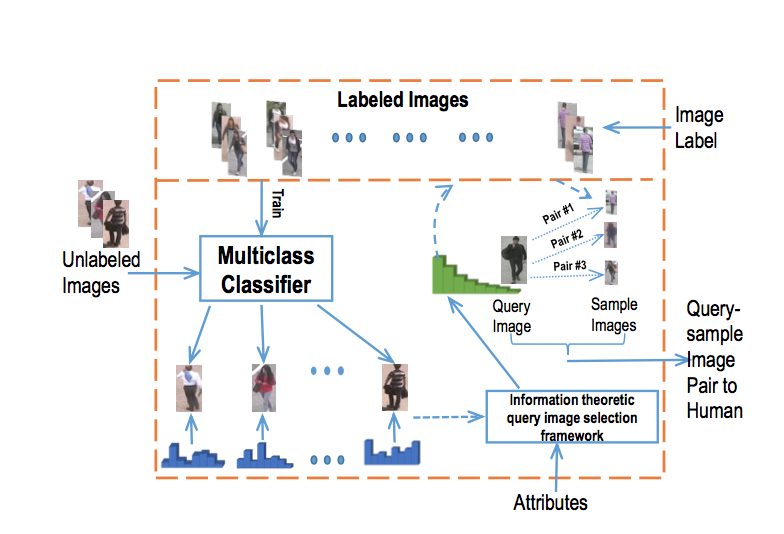 Labeled Images
Image
Label
Train
Unlabeled
Images
Multiclass
Classifier
Pair #1
Pair #2
Pair #3
Query
Image
Sample
Images
Query-
sample
Image
Pair to
Human
Information theoretic
query image selection
framework
Attributes